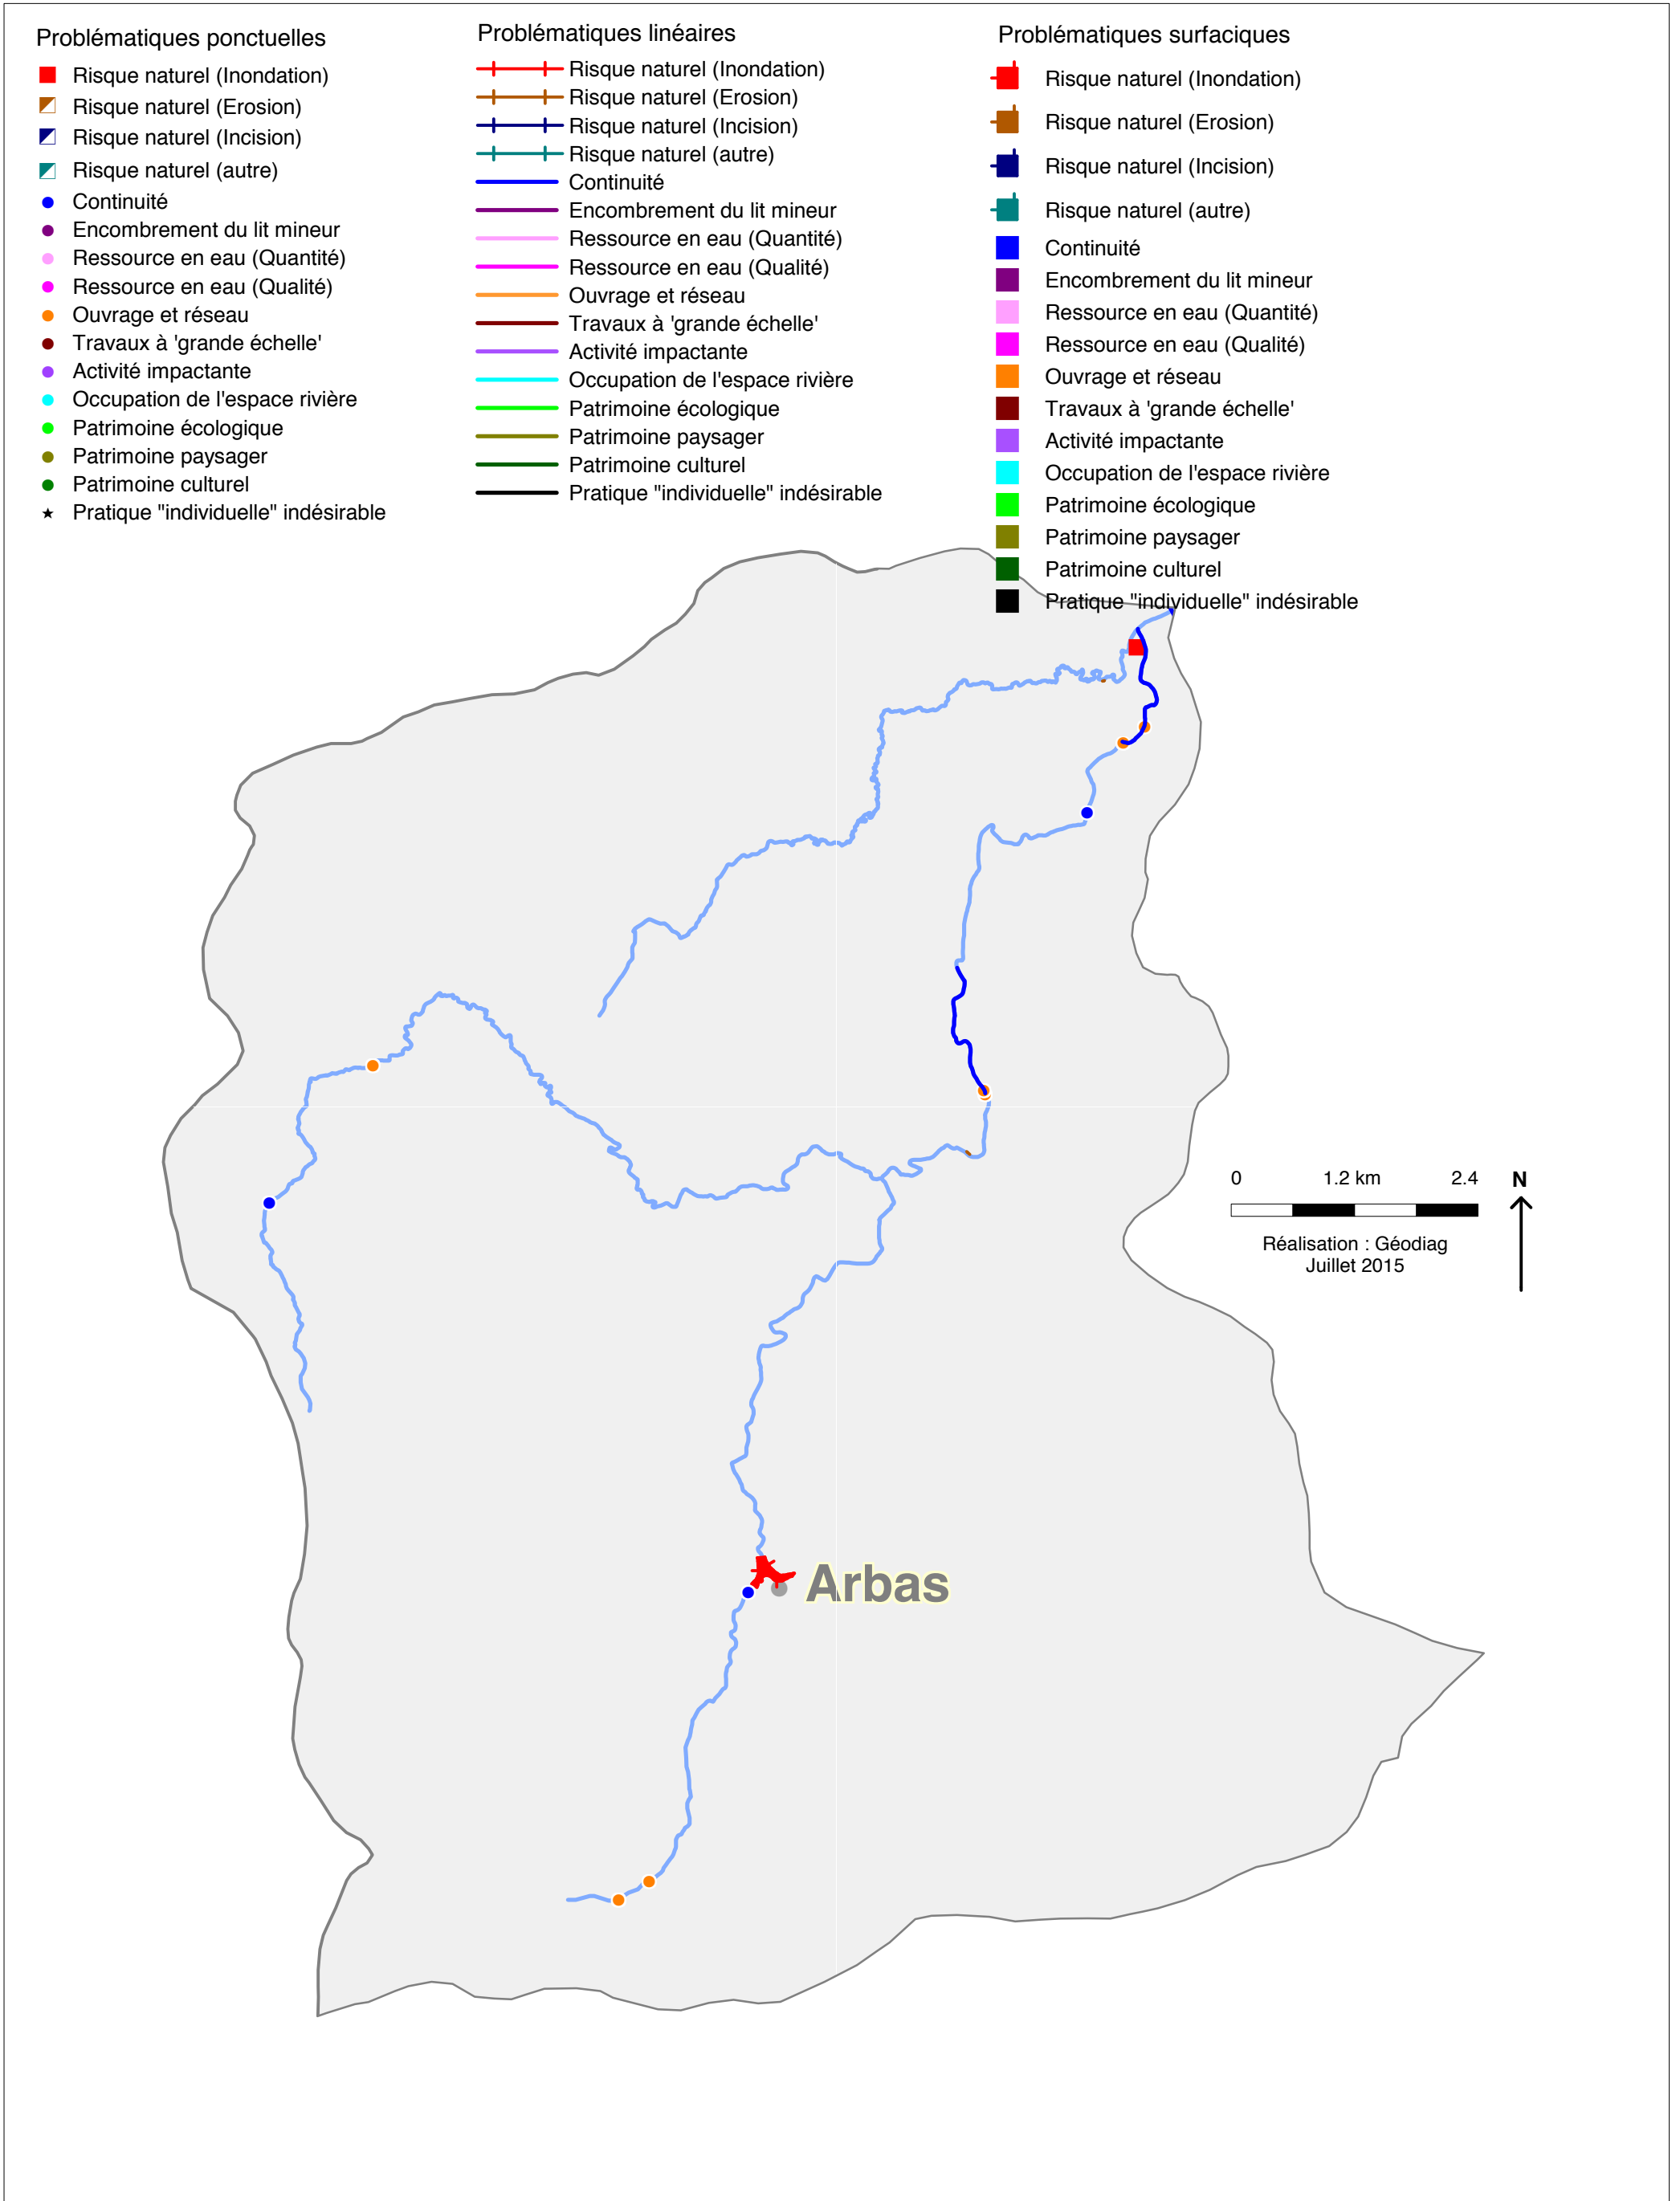 Problématiques ponctuelles
Risque naturel (Inondation)
Risque naturel (Erosion)
Risque naturel (Incision)
Risque naturel (autre)
Continuité
Encombrement du lit mineur
Ressource en eau (Quantité)
Ressource en eau (Qualité)
Ouvrage et réseau
Travaux à 'grande échelle'
Activité impactante
Occupation de l'espace rivière
Patrimoine écologique
Patrimoine paysager
Patrimoine culturel
Pratique "individuelle" indésirable
Problématiques linéaires
Risque naturel (Inondation)
Risque naturel (Erosion)
Risque naturel (Incision)
Risque naturel (autre)
Continuité
Encombrement du lit mineur
Ressource en eau (Quantité)
Ressource en eau (Qualité)
Ouvrage et réseau
Travaux à 'grande échelle'
Activité impactante
Occupation de l'espace rivière
Patrimoine écologique
Patrimoine paysager
Patrimoine culturel
Pratique "individuelle" indésirable
Problématiques surfaciques
Risque naturel (Inondation)
Risque naturel (Erosion)
Risque naturel (Incision)
Risque naturel (autre)
Continuité
Encombrement du lit mineur
Ressource en eau (Quantité)
Ressource en eau (Qualité)
Ouvrage et réseau
Travaux à 'grande échelle'
Activité impactante
Occupation de l'espace rivière
Patrimoine écologique
Patrimoine paysager
Patrimoine culturel
Pratique "individuelle" indésirable
0 1.2 km 2.4 N
Réalisation : Géodiag
Juillet 2015
Arbas